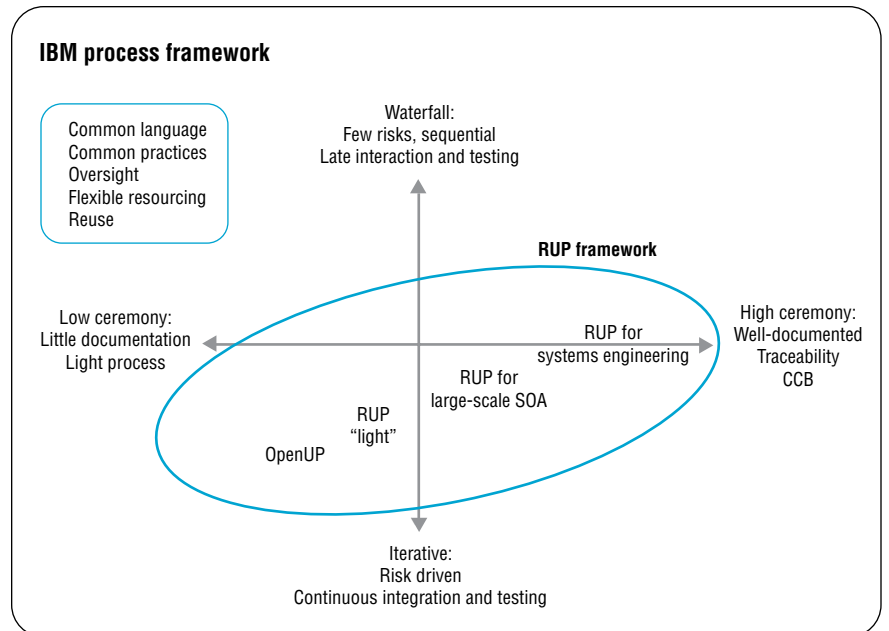 IBM process framework
Common language
Common practices
Oversight
Flexible resourcing
Reuse
Waterfall:
Few risks, sequential
Late interaction and testing
RUP framework
Low ceremony:
Little documentation
Light process
High ceremony:
Well-documented
Traceability
CCB
RUP for
systems engineering
RUP for
large-scale SOA
RUP
“light”
OpenUP
Iterative:
Risk driven
Continuous integration and testing